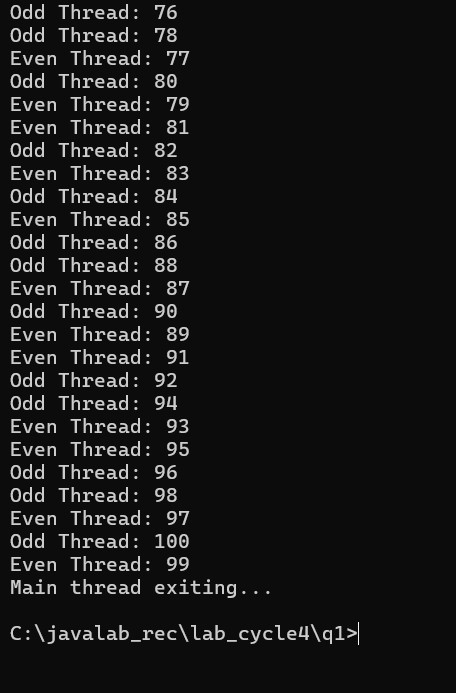 Odd Thread: 76
Odd Thread: 78
Even Thread: 77
Odd Thread: 80
Even Thread: 79
Even Thread: 81
Odd Thread: 82
Even Thread: 83
Odd Thread: 84
Even Thread: 85
Odd Thread: 86
Odd Thread: 88
Even Thread: 87
Odd Thread: 90
Even Thread: 89
Even Thread: 91
Odd Thread: 92
Odd Thread: 94
Even Thread: 93
Even Thread: 95
Odd Thread: 96
Odd Thread: 98
Even Thread: 97
Odd Thread: 100
Even Thread: 99
Main thread exiting...
C:\javalab_rec\lab_cycle4\q1>